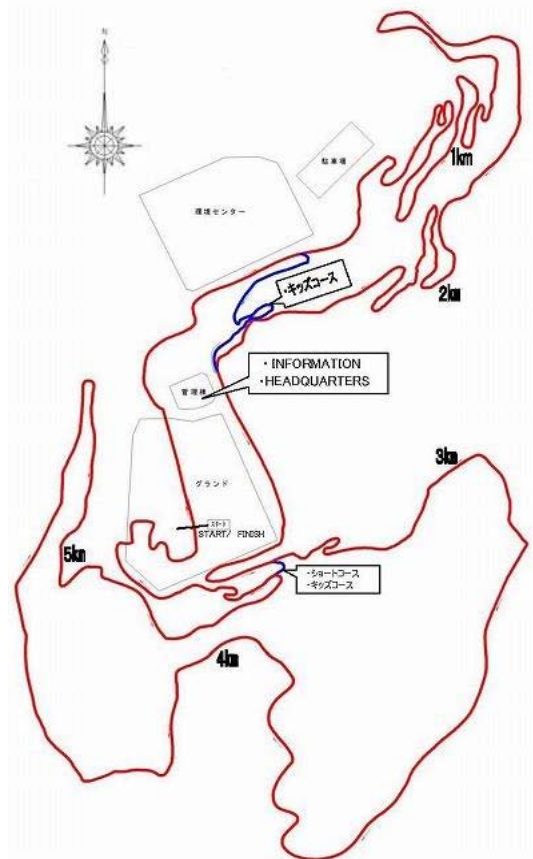 N
駐車場
1km
環境センター
・キッズコース
2km
・INFORMATION
・HEADQUARTERS
管理棟
3km
グランド
スタート
START/ FINISH
5km
・ショートコース
・キッズコース
4km